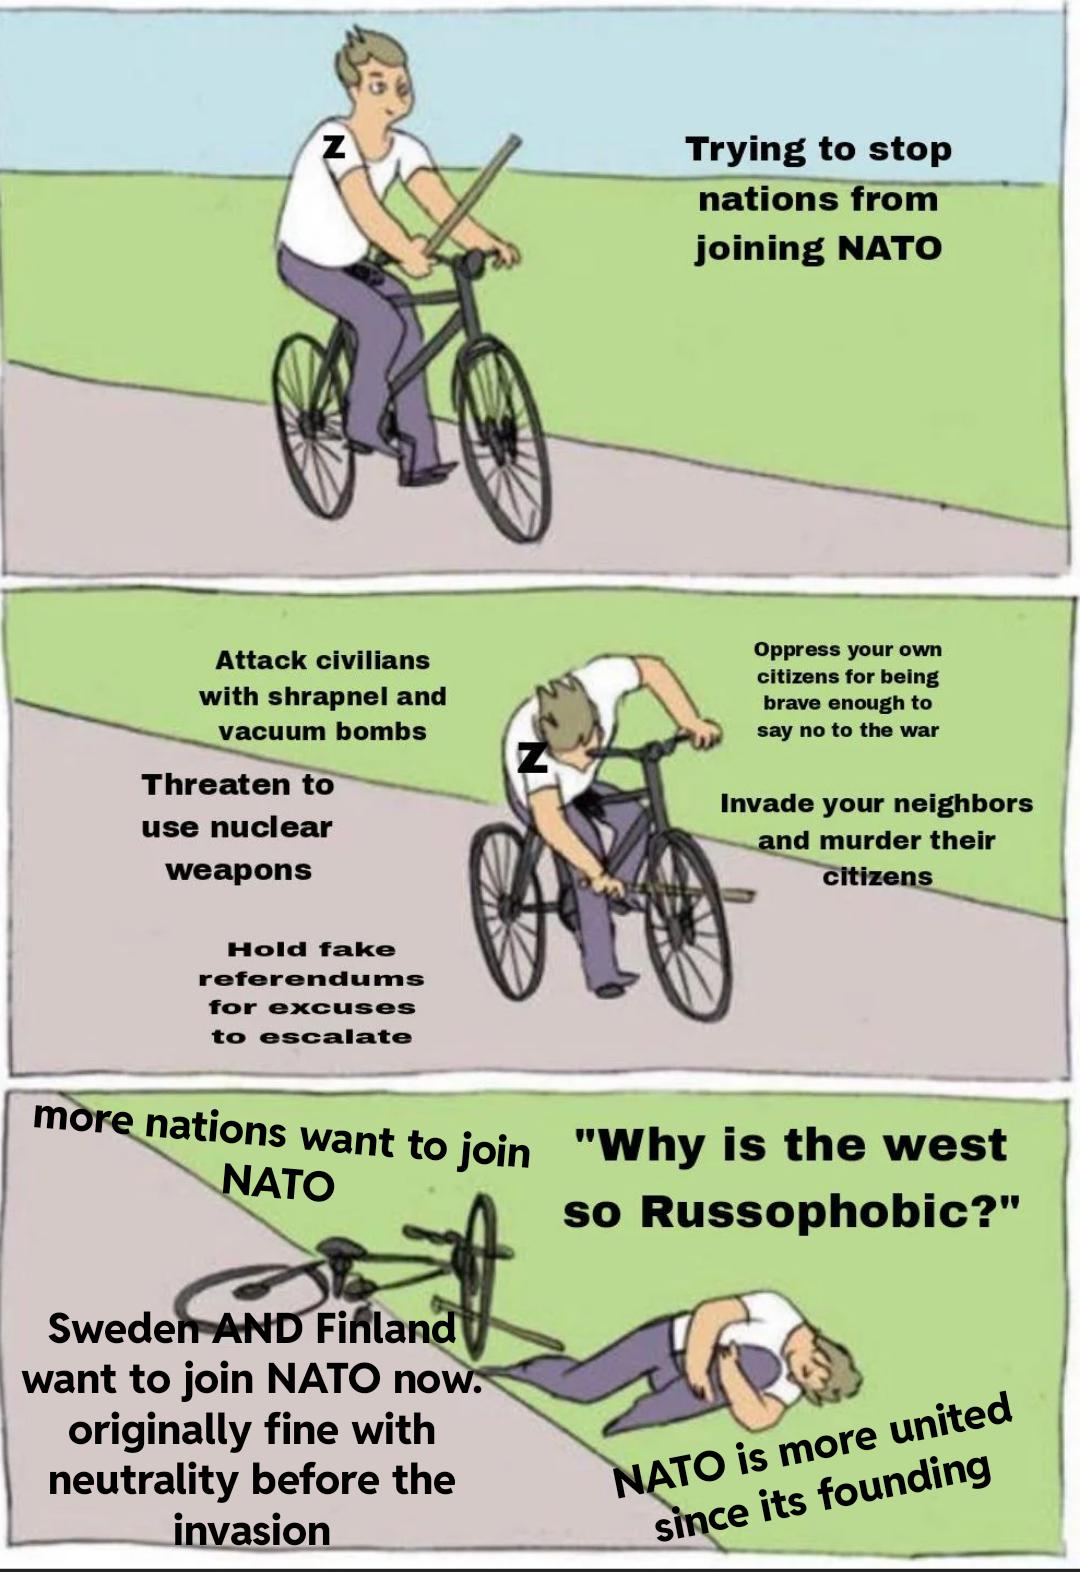 Z
Trying to stop
nations from
joining NATO
Attack civilians
with shrapnel and
vacuum bombs
Threaten to
use nuclear
weapons
Hold fake
referendums
for excuses
to escalate
Z
Oppress your own
citizens for being
brave enough to
say no to the war
Invade your neighbors
and murder their
citizens
more nations want to join
NATO
"Why is the west
so Russophobic?"
Sweden AND Finland
want to join NATO now.
originally fine with
neutrality before the
invasion
NATO is more united
since its founding